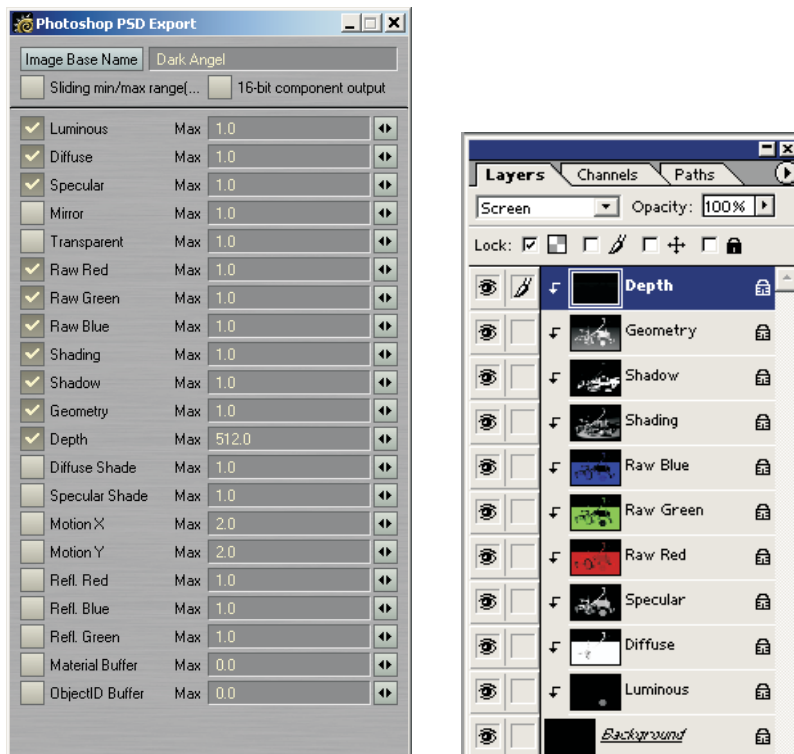 Photoshop PSD Export
Image Base Name Dark Angel
Sliding min/max range(... 16-bit component output
Luminous Max 1.0
Diffuse Max 1.0
Specular Max 1.0
Mirror Max 1.0
Transparent Max 1.0
Raw Red Max 1.0
Raw Green Max 1.0
Raw Blue Max 1.0
Shading Max 1.0
Shadow Max 1.0
Geometry Max 1.0
Depth Max 512.0
Diffuse Shade Max 1.0
Specular Shade Max 1.0
Motion X Max 2.0
Motion Y Max 2.0
Refl. Red Max 1.0
Refl. Blue Max 1.0
Refl. Green Max 1.0
Material Buffer Max 0.0
ObjectID Buffer Max 0.0
Layers Channels Paths
Screen Opacity: 100%
Lock:
Depth
Geometry
Shadow
Shading
Raw Blue
Raw Green
Raw Red
Specular
Diffuse
Luminous
Background